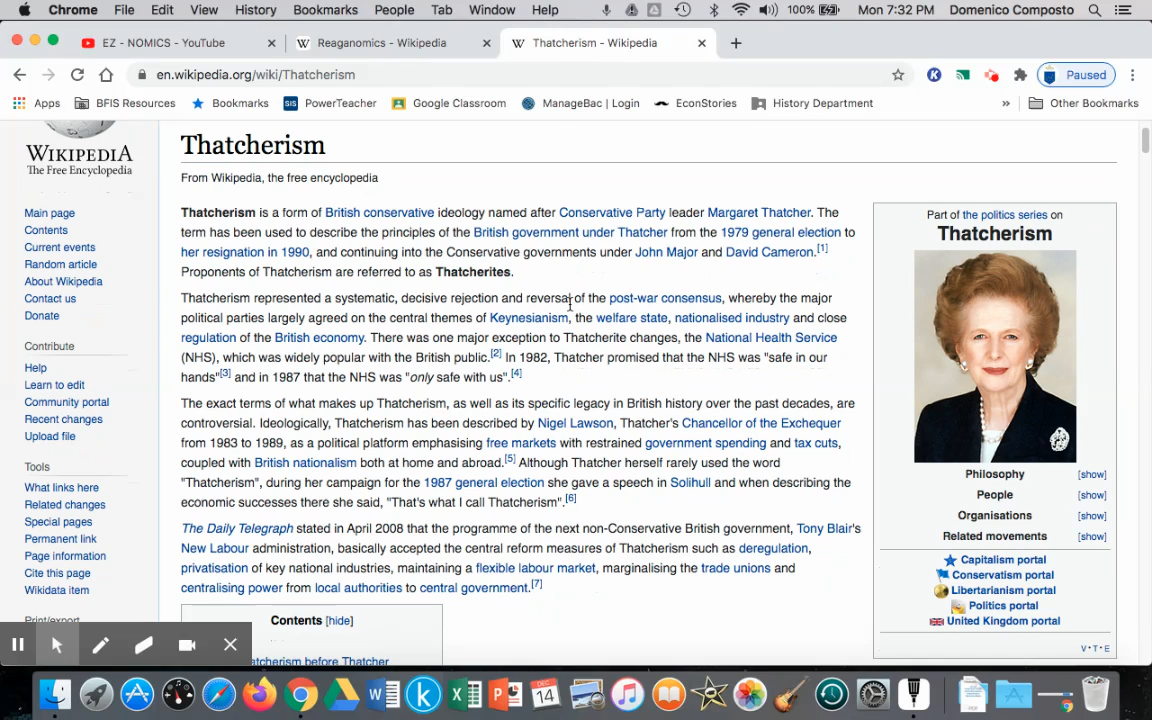 Chrome File Edit View History Bookmarks People Tab Window Help 100% Mon 7:32 PM Domenico Composto
EZ - NOMICS - YouTube × Reaganomics - Wikipedia × Thatcherism - Wikipedia × +
en.wikipedia.org/wiki/Thatcherism Paused
Apps BFIS Resources Bookmarks PowerTeacher Google Classroom ManageBac | Login EconStories History Department » Other Bookmarks
WIKIPEDIA
The Free Encyclopedia
Main page
Contents
Current events
Random article
About Wikipedia
Contact us
Donate
Contribute
Help
Learn to edit
Community portal
Recent changes
Upload file
Tools
What links here
Related changes
Special pages
Permanent link
Page information
Cite this page
Wikidata item
Print/export
Thatcherism
From Wikipedia, the free encyclopedia
Thatcherism is a form of British conservative ideology named after Conservative Party leader Margaret Thatcher. The
term has been used to describe the principles of the British government under Thatcher from the 1979 general election to
her resignation in 1990, and continuing into the Conservative governments under John Major and David Cameron.[1]
Proponents of Thatcherism are referred to as Thatcherites.
Thatcherism represented a systematic, decisive rejection and reversal of the post-war consensus, whereby the major
political parties largely agreed on the central themes of Keynesianism, the welfare state, nationalised industry and close
regulation of the British economy. There was one major exception to Thatcherite changes, the National Health Service
(NHS), which was widely popular with the British public.[2] In 1982, Thatcher promised that the NHS was "safe in our
hands"[3] and in 1987 that the NHS was "only safe with us".[4]
The exact terms of what makes up Thatcherism, as well as its specific legacy in British history over the past decades, are
controversial. Ideologically, Thatcherism has been described by Nigel Lawson, Thatcher's Chancellor of the Exchequer
from 1983 to 1989, as a political platform emphasising free markets with restrained government spending and tax cuts,
coupled with British nationalism both at home and abroad.[5] Although Thatcher herself rarely used the word
"Thatcherism", during her campaign for the 1987 general election she gave a speech in Solihull and when describing the
economic successes there she said, "That's what I call Thatcherism".[6]
The Daily Telegraph stated in April 2008 that the programme of the next non-Conservative British government, Tony Blair's
New Labour administration, basically accepted the central reform measures of Thatcherism such as deregulation,
privatisation of key national industries, maintaining a flexible labour market, marginalising the trade unions and
centralising power from local authorities to central government.[7]
Contents [hide]
atcherism before Thatcher
Part of the politics series on
Thatcherism
Philosophy [show]
People [show]
Organisations [show]
Related movements [show]
Capitalism portal
Conservatism portal
Libertarianism portal
Politics portal
United Kingdom portal
V·T·E
DEC
14